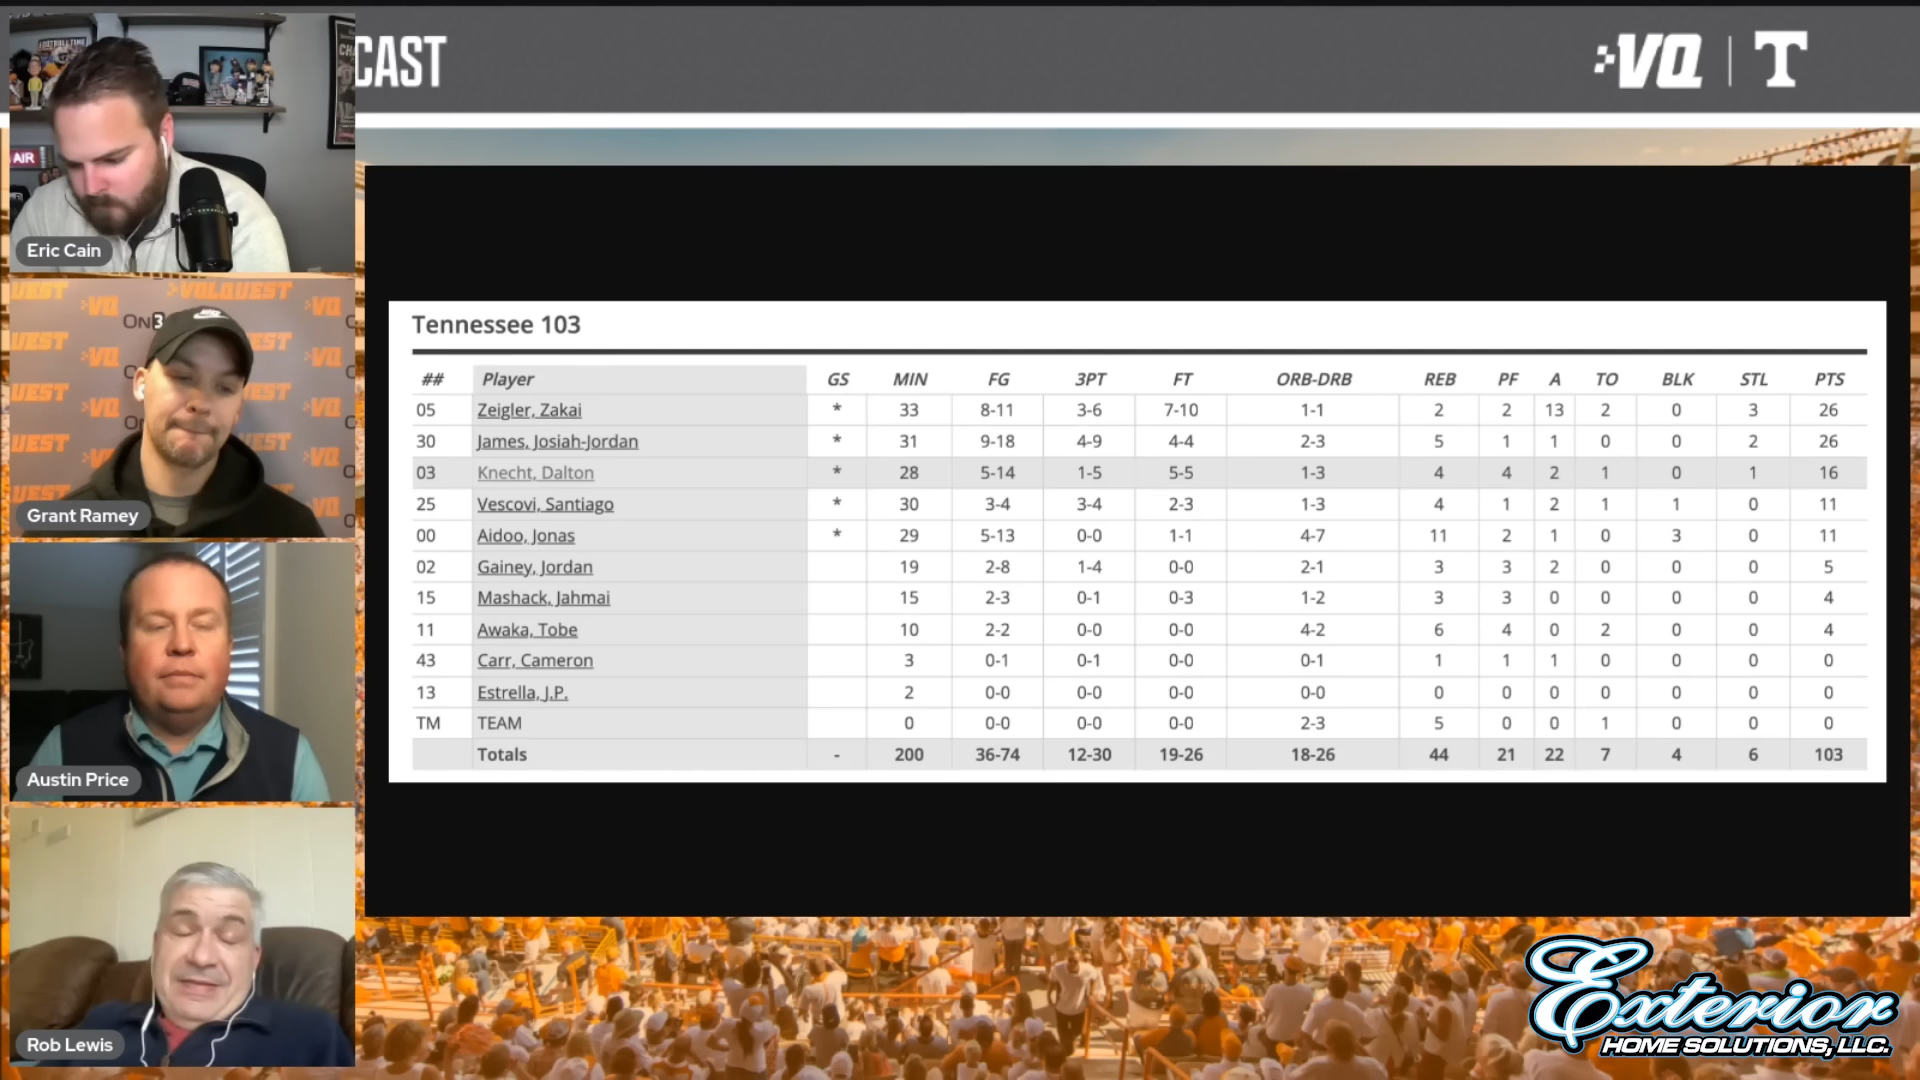 CAST
VQ | T
FOOTBALL TIME
AIR
Eric Cain
VOLQUEST
ON3
Grant Ramey
Austin Price
Rob Lewis
Tennessee 103
## Player GS MIN FG 3PT FT ORB-DRB REB PF A TO BLK STL PTS
05 Zeigler, Zakai * 33 8-11 3-6 7-10 1-1 2 2 13 2 0 3 26
30 James, Josiah-Jordan * 31 9-18 4-9 4-4 2-3 5 1 1 0 0 2 26
03 Knecht, Dalton * 28 5-14 1-5 5-5 1-3 4 4 2 1 0 1 16
25 Vescovi, Santiago * 30 3-4 3-4 2-3 1-3 4 1 2 1 1 0 11
00 Aidoo, Jonas * 29 5-13 0-0 1-1 4-7 11 2 1 0 3 0 11
02 Gainey, Jordan 19 2-8 1-4 0-0 2-1 3 3 2 0 0 0 5
15 Mashack, Jahmai 15 2-3 0-1 0-3 1-2 3 3 0 0 0 0 4
11 Awaka, Tobe 10 2-2 0-0 0-0 4-2 6 4 0 2 0 0 4
43 Carr, Cameron 3 0-1 0-1 0-0 0-1 1 1 1 0 0 0 0
13 Estrella, J.P. 2 0-0 0-0 0-0 0-0 0 0 0 0 0 0 0
TM TEAM 0 0-0 0-0 0-0 2-3 5 0 0 1 0 0 0
Totals - 200 36-74 12-30 19-26 18-26 44 21 22 7 4 6 103
Exterior
HOME SOLUTIONS, LLC.